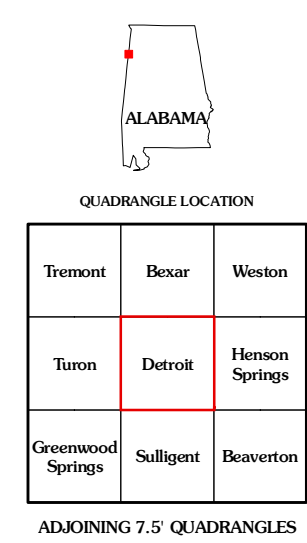 ALABAMA
QUADRANGLE LOCATION
Tremont Bexar Weston
Turon Detroit Henson Springs
Greenwood Springs Sulligent Beaverton
ADJOINING 7.5' QUADRANGLES